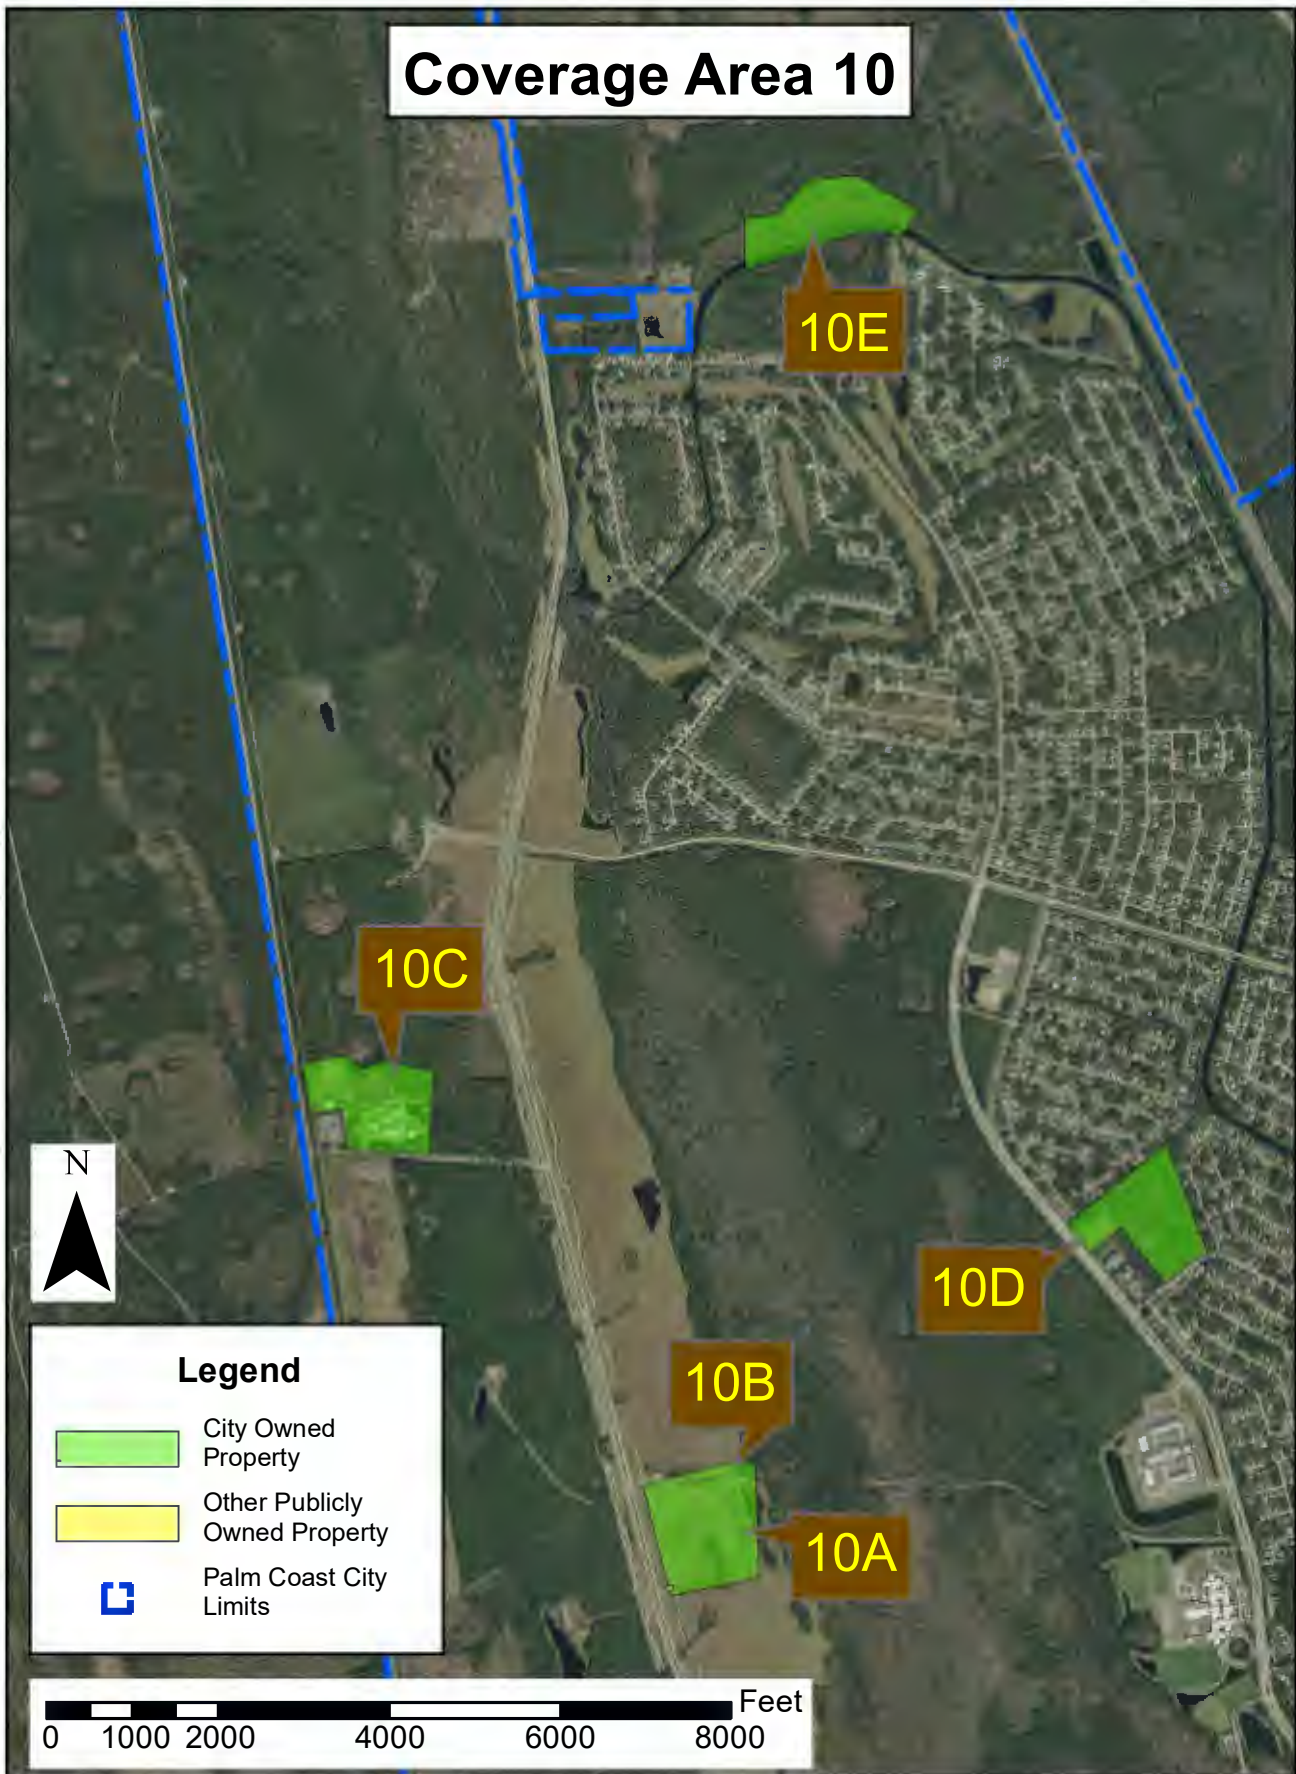 Coverage Area 10
10E
10C
10D
10B
10A
N
Legend
City Owned
Property
Other Publicly
Owned Property
Palm Coast City
Limits
Feet
0 1000 2000 4000 6000 8000